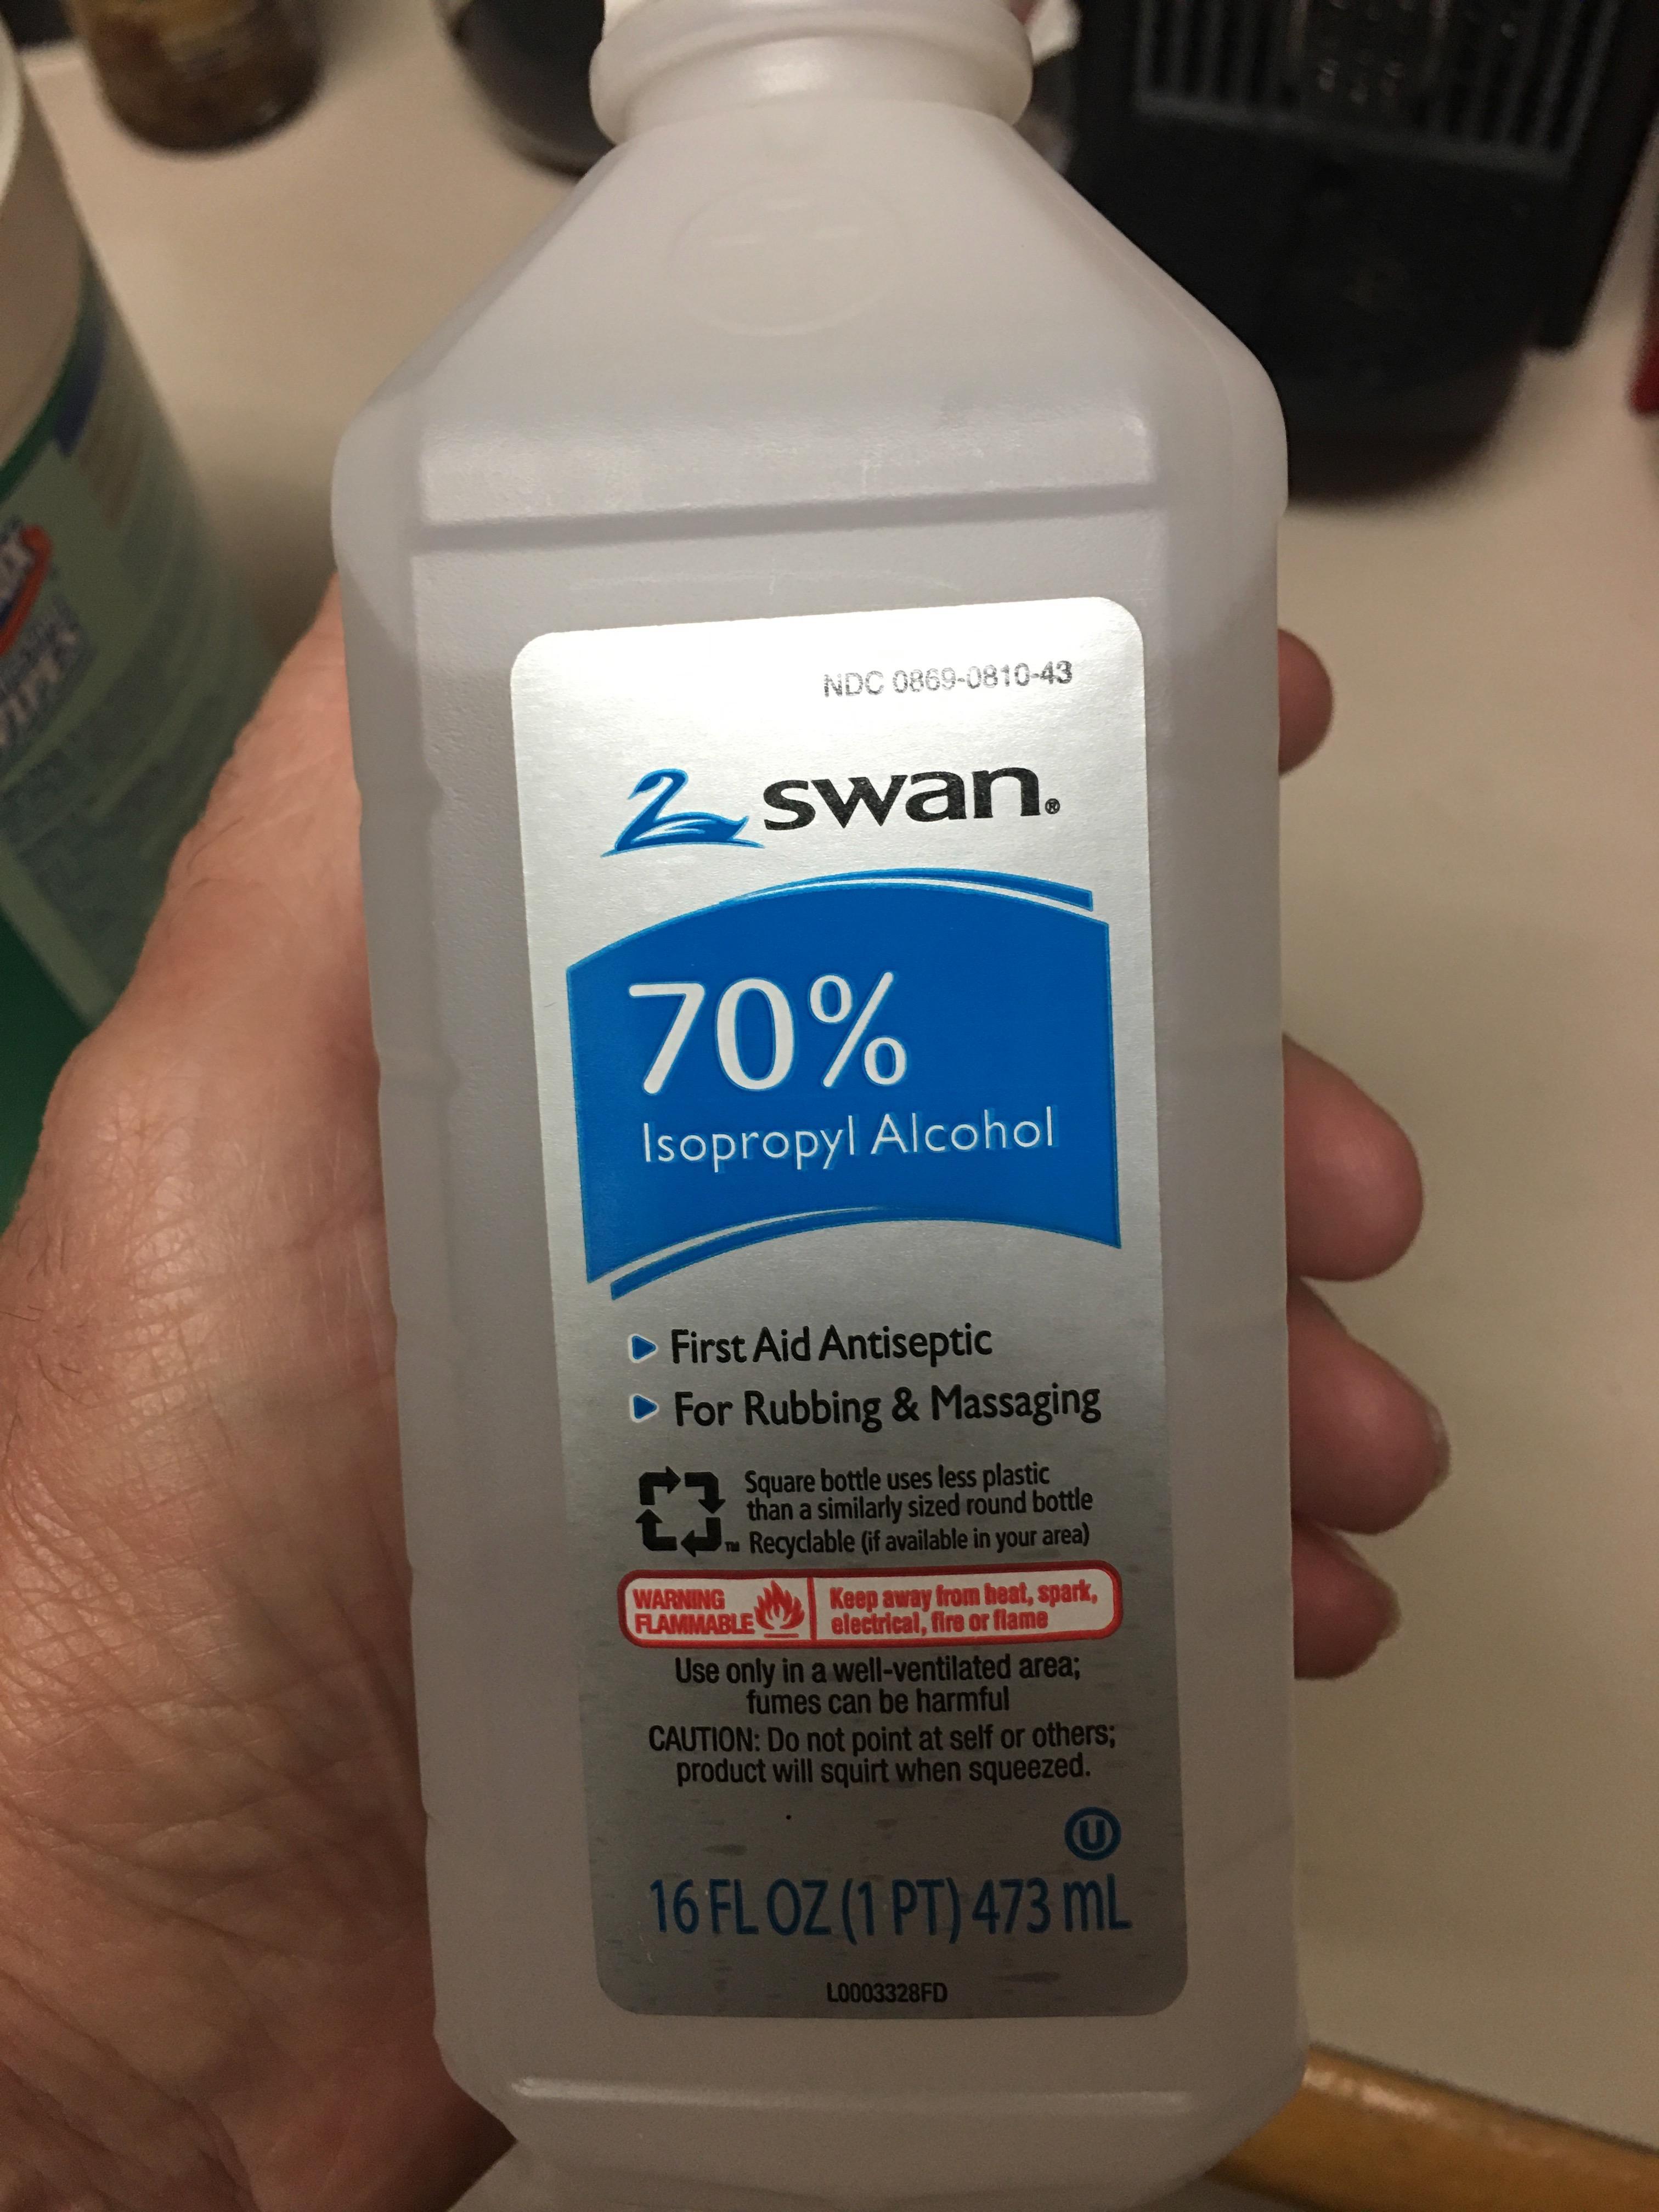 NDC 0869-0810-43
swan®
70%
Isopropyl Alcohol
First Aid Antiseptic
For Rubbing & Massaging
Square bottle uses less plastic
than a similarly sized round bottle
™ Recyclable (if available in your area)
WARNING
FLAMMABLE
Keep away from heat, spark,
electrical, fire or flame
Use only in a well-ventilated area;
fumes can be harmful
CAUTION: Do not point at self or others;
product will squirt when squeezed.
U
16 FL OZ (1 PT) 473 mL
L0003328FD
WIPES